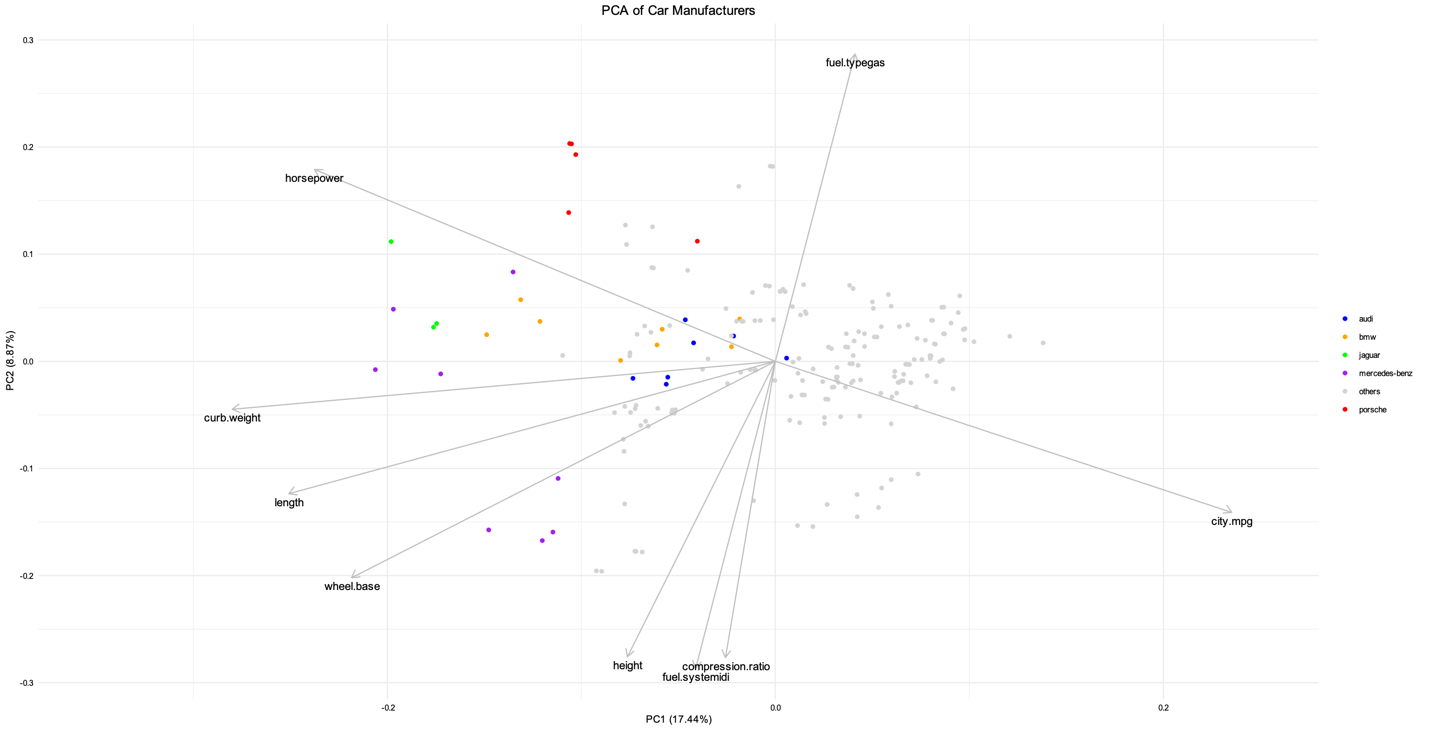 PCA of Car Manufacturers
0.3
0.2
0.1
0.0
-0.1
-0.2
-0.3
PC2 (8.87%)
fuel.typegas
horsepower
curb.weight
length
wheel.base
height
compression.ratio
fuel.systemidi
city.mpg
-0.2
0.0
0.2
PC1 (17.44%)
audi
bmw
jaguar
mercedes-benz
others
porsche